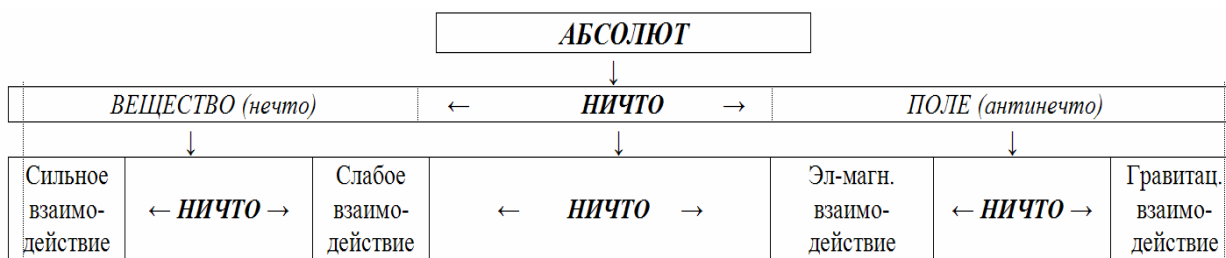 АБСОЛЮТ
↓
ВЕЩЕСТВО (нечто) ← НИЧТО → ПОЛЕ (антинечто)
↓ ↓ ↓
Сильное взаимо- действие
← НИЧТО →
Слабое взаимо- действие
← НИЧТО →
Эл-магн. взаимо- действие
← НИЧТО →
Гравитац. взаимо- действие